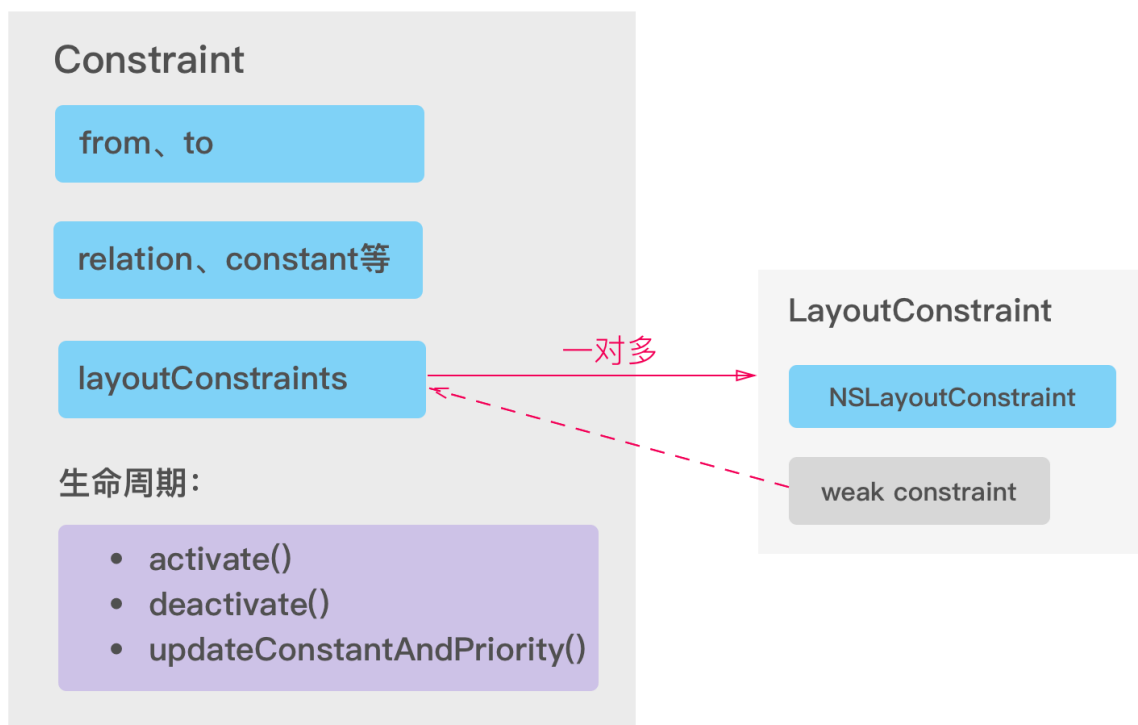 Constraint
from、to
relation、constant等
layoutConstraints
生命周期：
• activate()
• deactivate()
• updateConstantAndPriority()
一对多
LayoutConstraint
NSLayoutConstraint
weak constraint